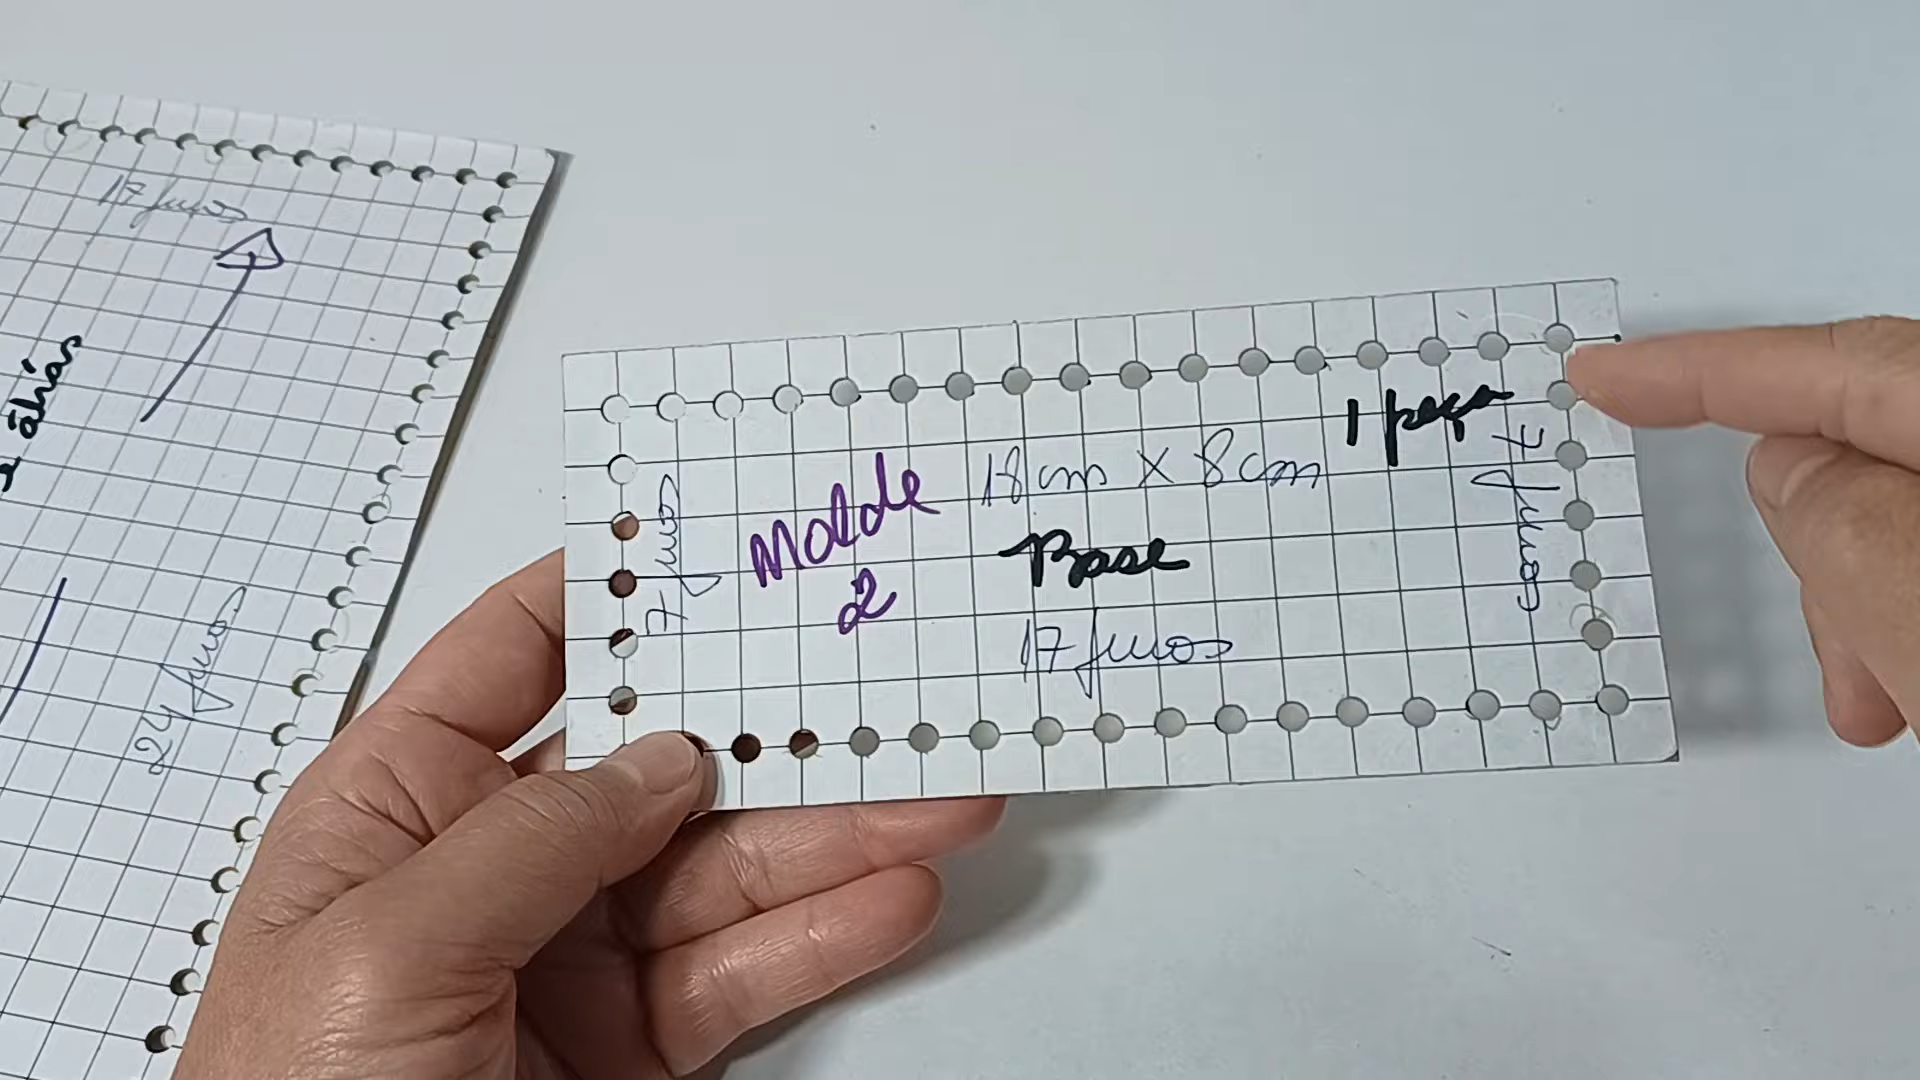 17 furos
24 furos
Molde
2
18cm X 8cm
1 peça
Base
17 furos
7 furos
7 furos